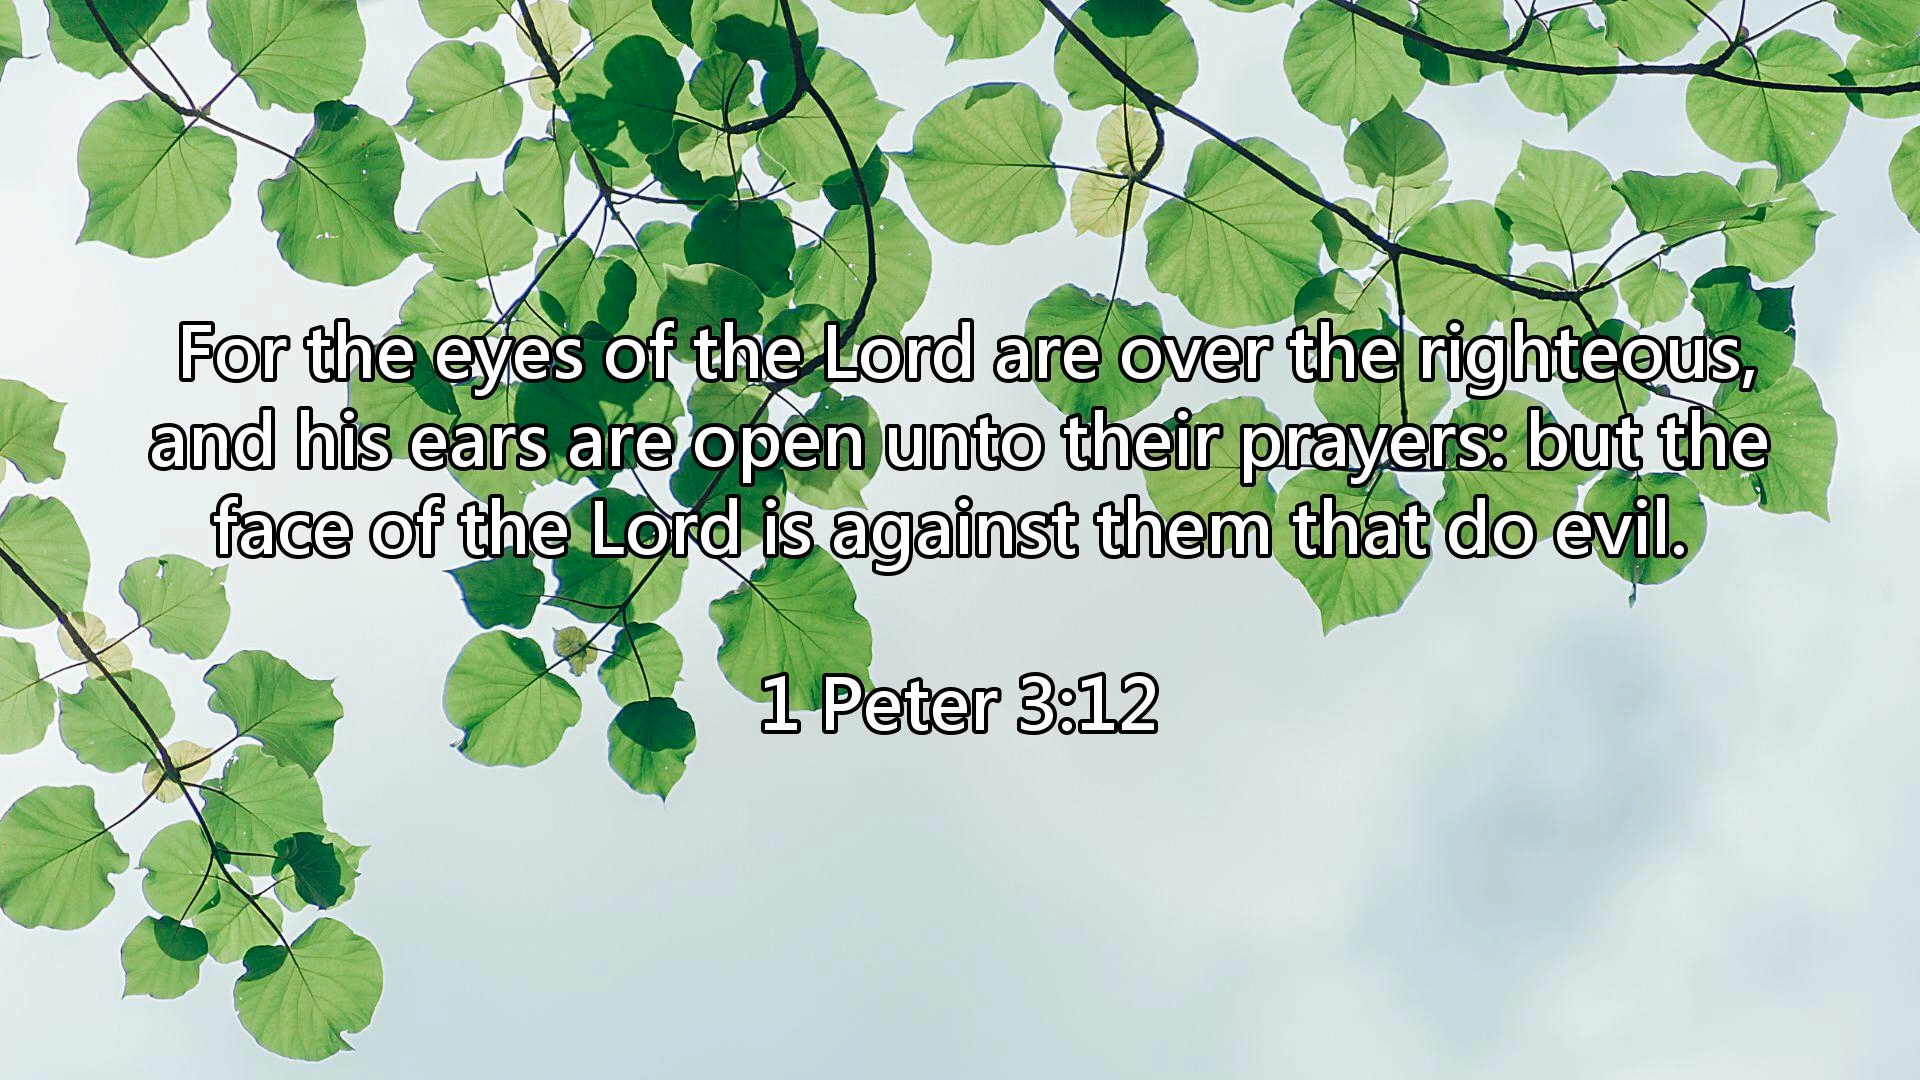 For the eyes of the Lord are over the righteous,
and his ears are open unto their prayers: but the
face of the Lord is against them that do evil.
1 Peter 3:12